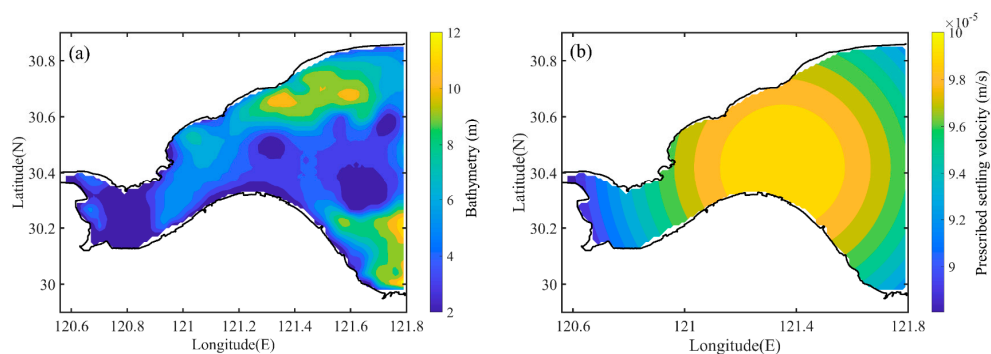 (a)
30.8
30.6
30.4
30.2
30
Latitude(N)
120.6 120.8 121 121.2 121.4 121.6 121.8
Longitude(E)
12
10
8
6
4
2
Bathymetry (m)
(b)
30.8
30.6
30.4
30.2
30
Latitude(N)
120.6 121 121.4 121.8
Longitude(E)
×10⁻⁵
10
9.8
9.6
9.4
9.2
9
Prescribed settling velocity (m/s)